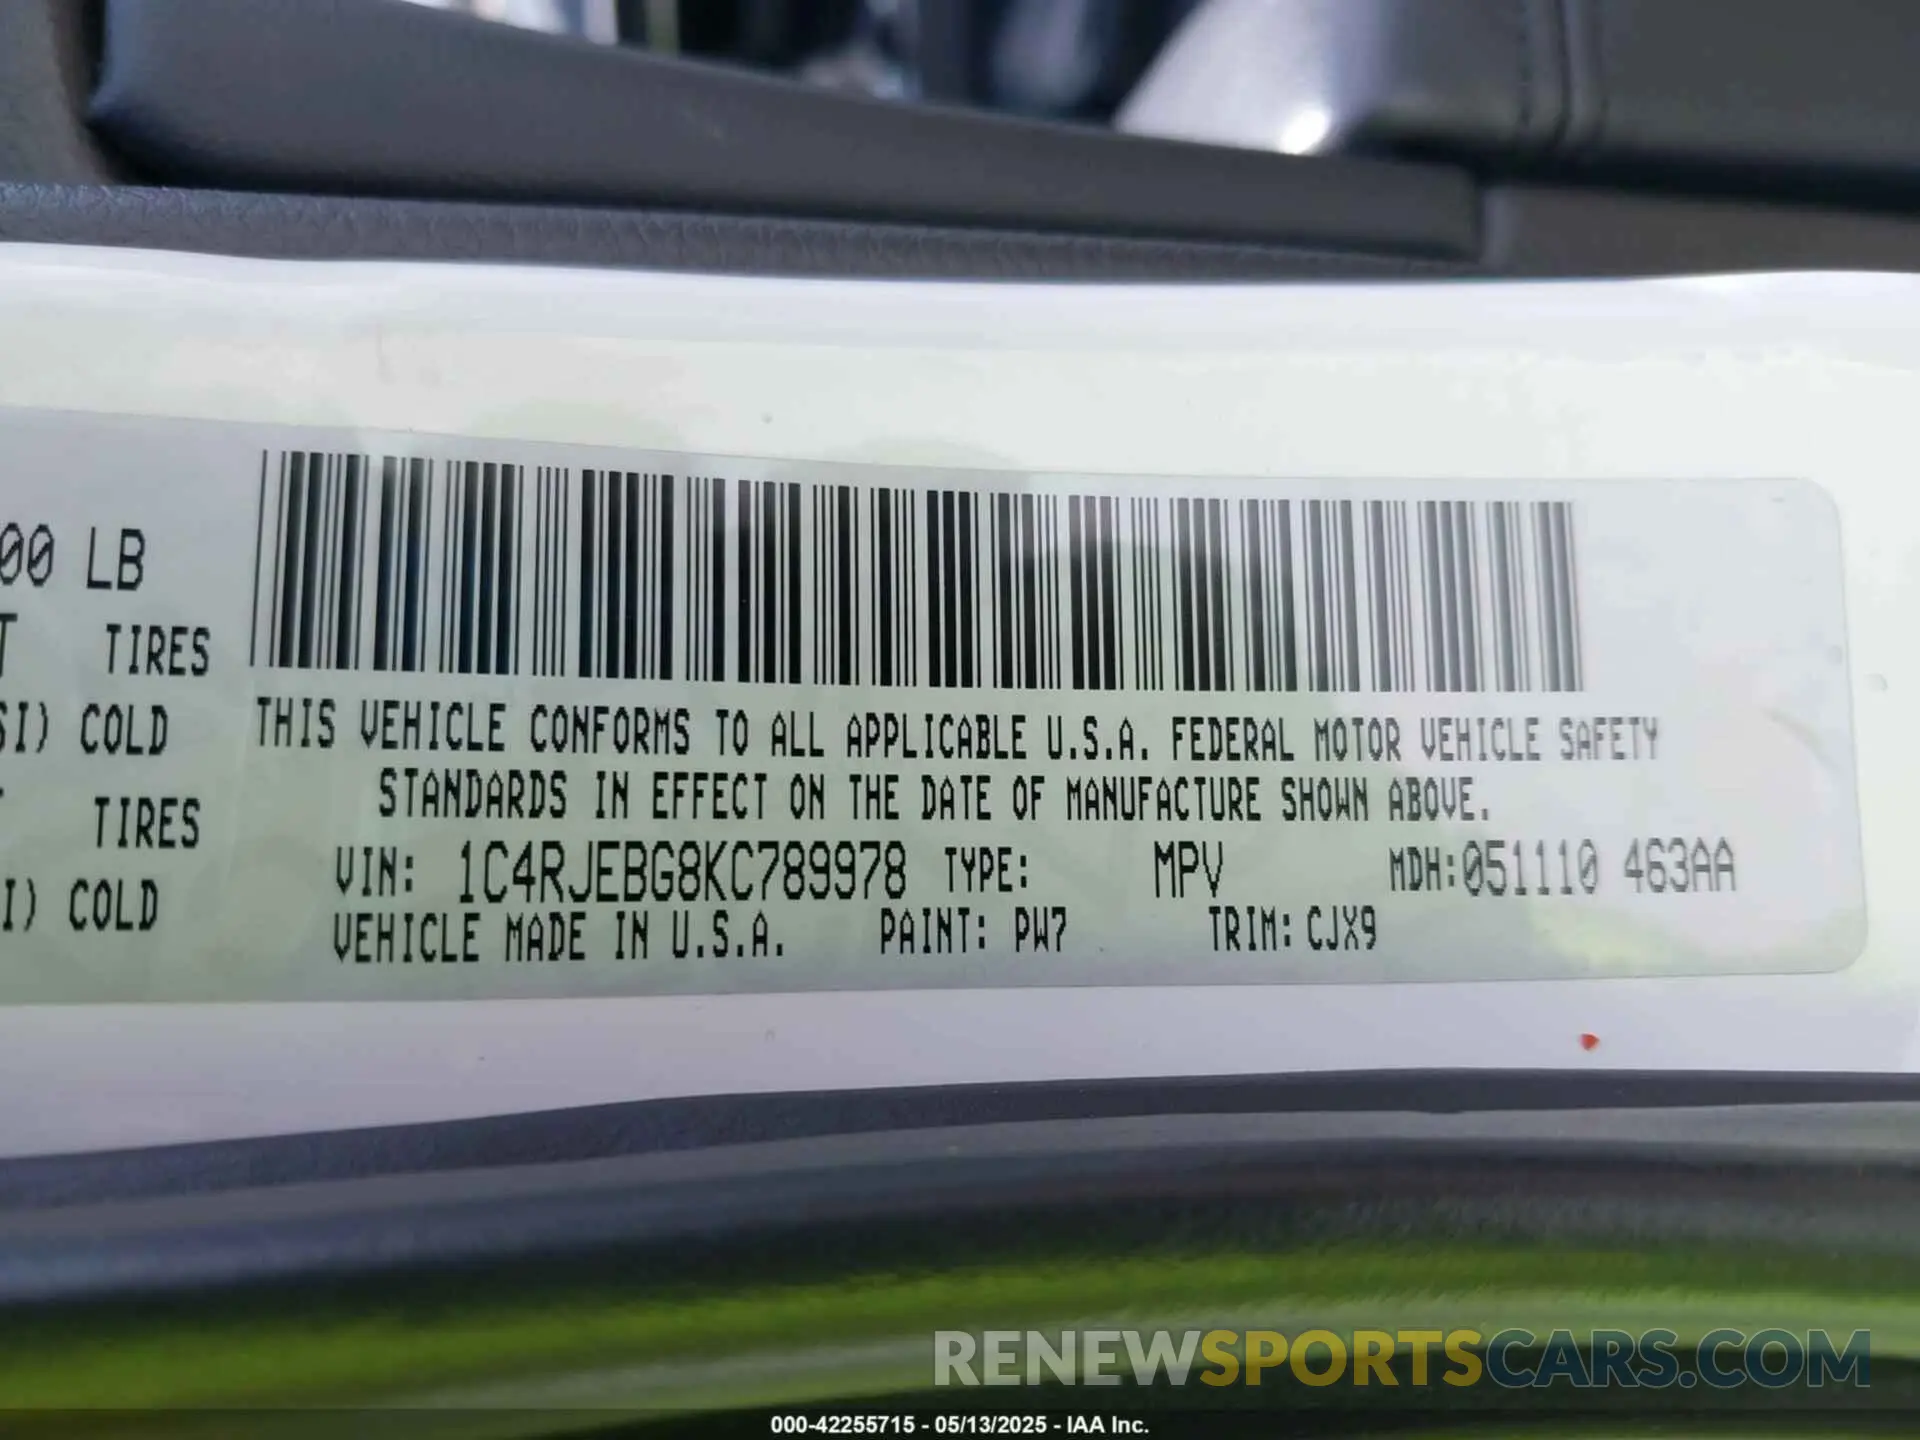 00 LB
T TIRES
SI) COLD
TIRES
I) COLD
THIS VEHICLE CONFORMS TO ALL APPLICABLE U.S.A. FEDERAL MOTOR VEHICLE SAFETY
STANDARDS IN EFFECT ON THE DATE OF MANUFACTURE SHOWN ABOVE.
VIN: 1C4RJEBG8KC789978 TYPE: MPV MDH:051110 463AA
VEHICLE MADE IN U.S.A. PAINT: PW7 TRIM: CJX9
RENEWSPORTSCARS.COM
000-42255715 - 05/13/2025 - IAA Inc.